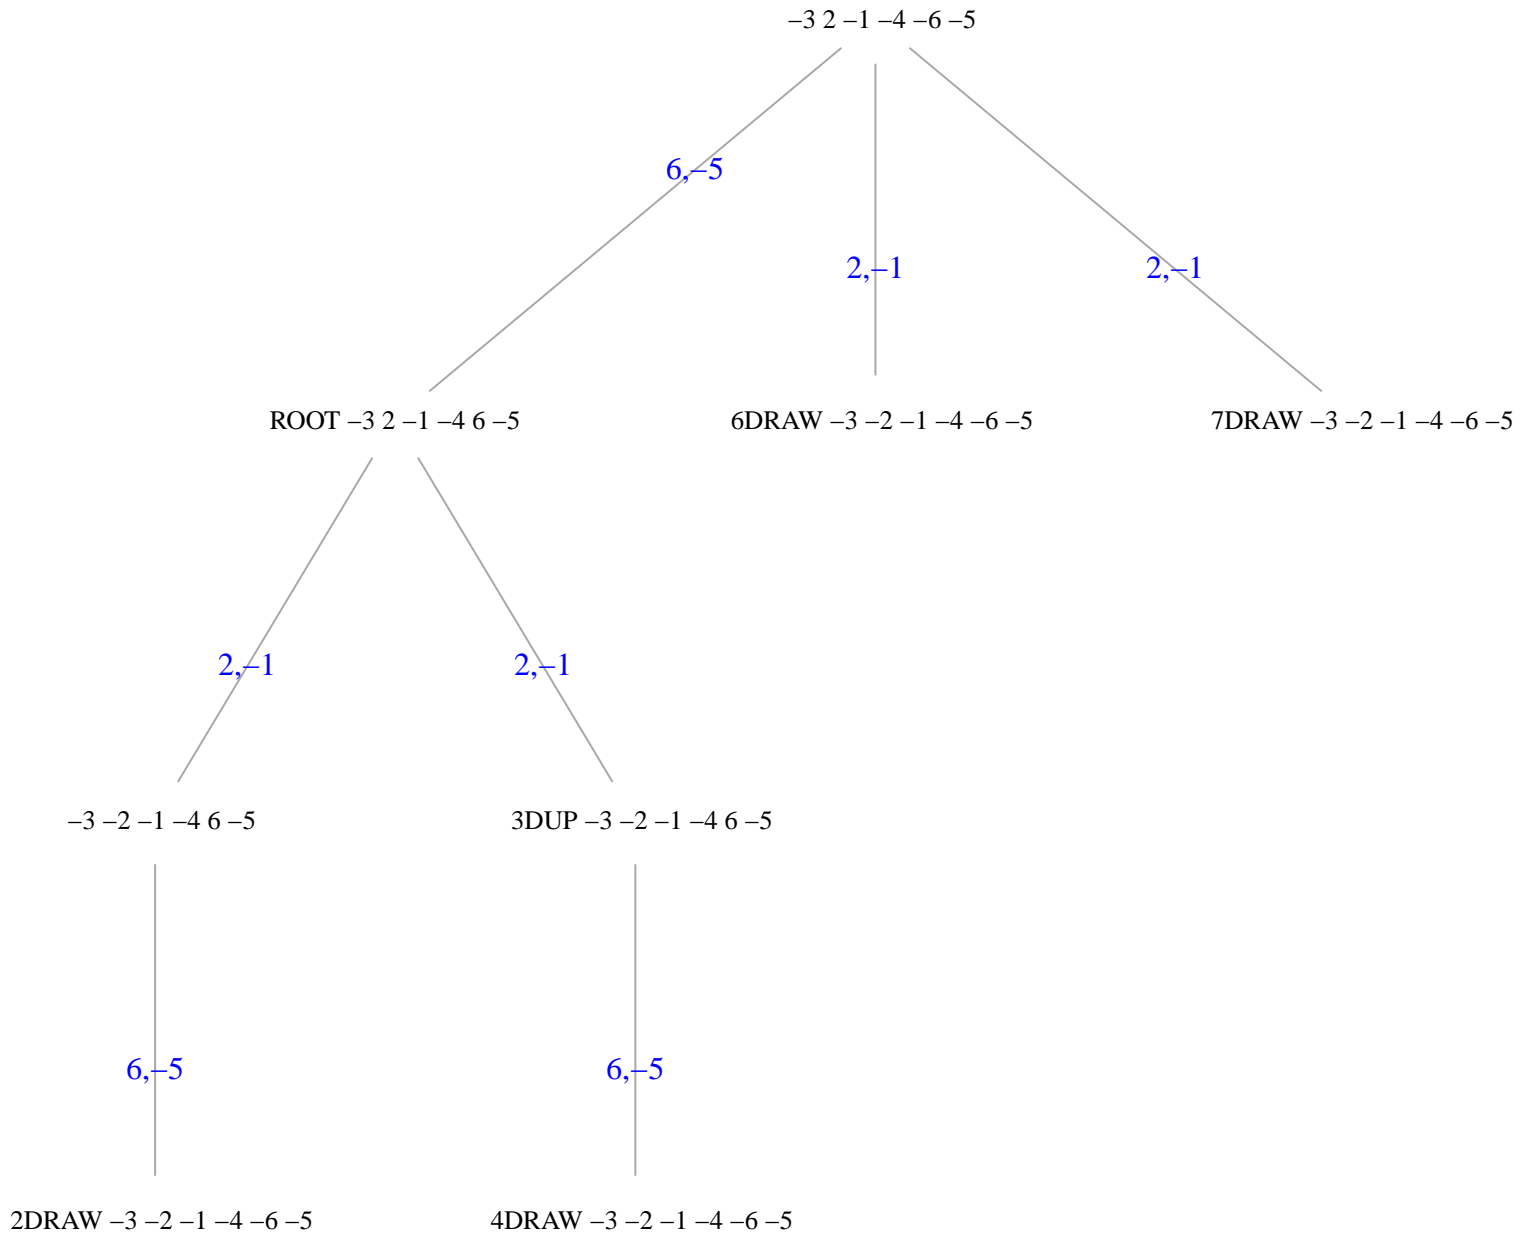 –3 2 –1 –4 –6 –5
6,–5
2,–1
2,–1
ROOT –3 2 –1 –4 6 –5
6DRAW –3 –2 –1 –4 –6 –5
7DRAW –3 –2 –1 –4 –6 –5
2,–1
2,–1
–3 –2 –1 –4 6 –5
3DUP –3 –2 –1 –4 6 –5
6,–5
6,–5
2DRAW –3 –2 –1 –4 –6 –5
4DRAW –3 –2 –1 –4 –6 –5